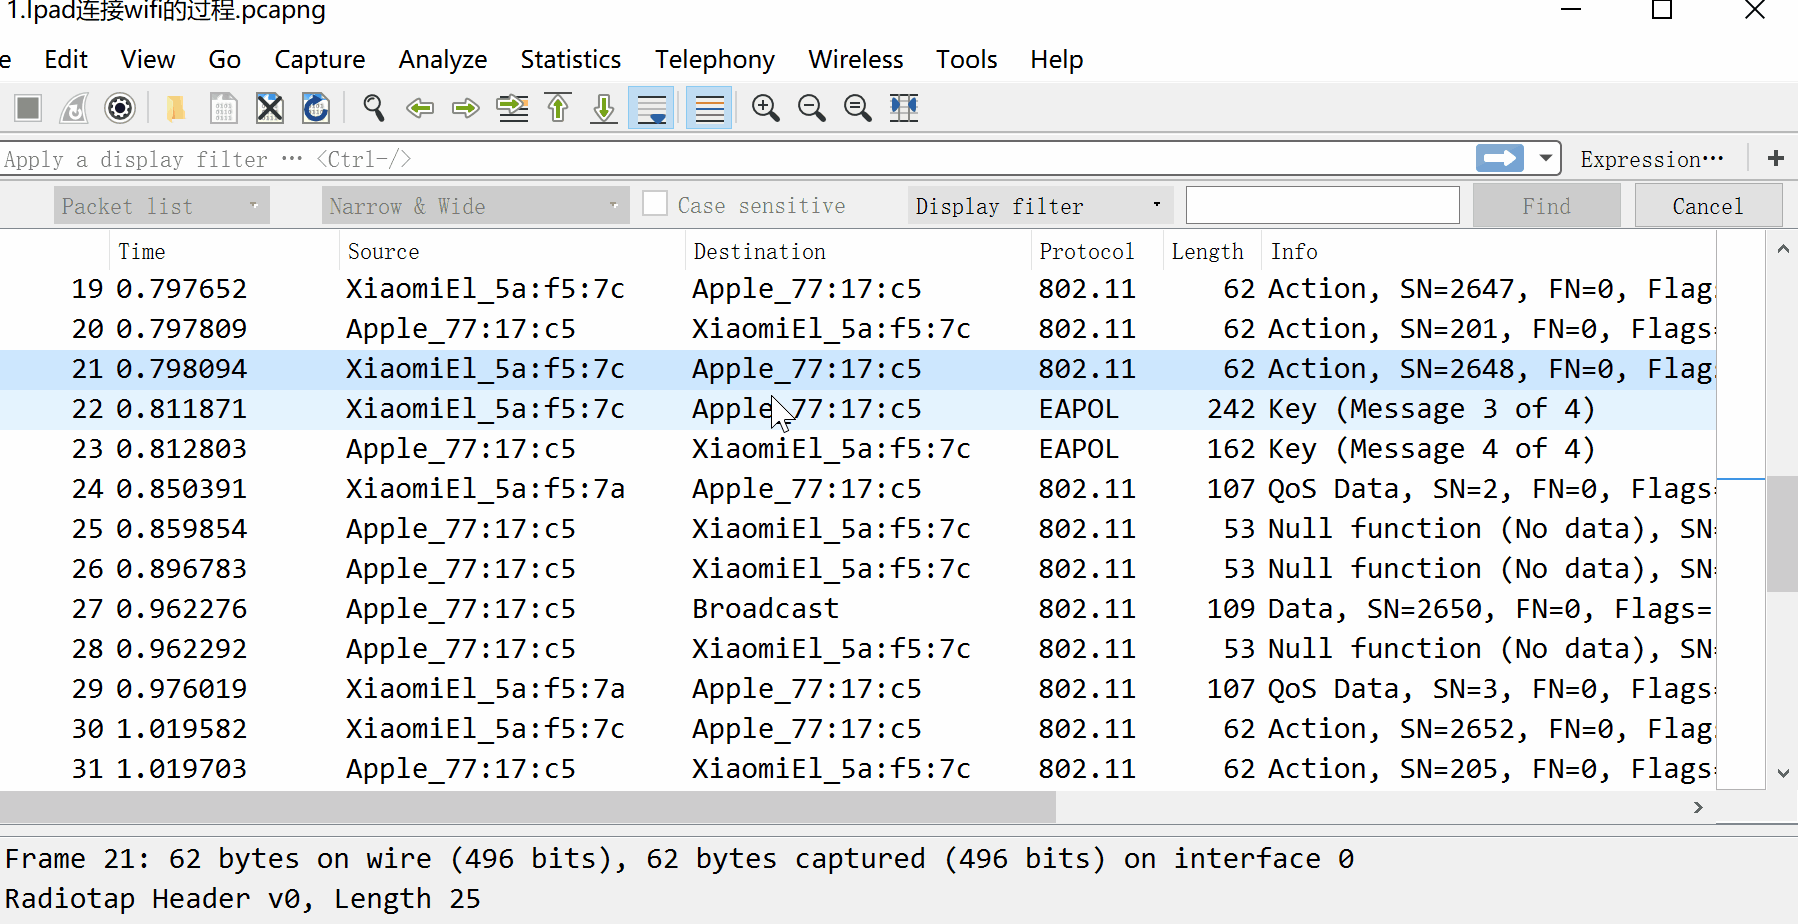 1.Ipad连接wifi的过程.pcapng
e Edit View Go Capture Analyze Statistics Telephony Wireless Tools Help
Apply a display filter ··· <Ctrl-/> Expression···
Packet list Narrow & Wide Case sensitive Display filter Find Cancel
Time Source Destination Protocol Length Info
19 0.797652 XiaomiEl_5a:f5:7c Apple_77:17:c5 802.11 62 Action, SN=2647, FN=0, Flag
20 0.797809 Apple_77:17:c5 XiaomiEl_5a:f5:7c 802.11 62 Action, SN=201, FN=0, Flags=
21 0.798094 XiaomiEl_5a:f5:7c Apple_77:17:c5 802.11 62 Action, SN=2648, FN=0, Flag
22 0.811871 XiaomiEl_5a:f5:7c Apple_77:17:c5 EAPOL 242 Key (Message 3 of 4)
23 0.812803 Apple_77:17:c5 XiaomiEl_5a:f5:7c EAPOL 162 Key (Message 4 of 4)
24 0.850391 XiaomiEl_5a:f5:7a Apple_77:17:c5 802.11 107 QoS Data, SN=2, FN=0, Flags=
25 0.859854 Apple_77:17:c5 XiaomiEl_5a:f5:7c 802.11 53 Null function (No data), SN=
26 0.896783 Apple_77:17:c5 XiaomiEl_5a:f5:7c 802.11 53 Null function (No data), SN=
27 0.962276 Apple_77:17:c5 Broadcast 802.11 109 Data, SN=2650, FN=0, Flags=
28 0.962292 Apple_77:17:c5 XiaomiEl_5a:f5:7c 802.11 53 Null function (No data), SN=
29 0.976019 XiaomiEl_5a:f5:7a Apple_77:17:c5 802.11 107 QoS Data, SN=3, FN=0, Flags=
30 1.019582 XiaomiEl_5a:f5:7c Apple_77:17:c5 802.11 62 Action, SN=2652, FN=0, Flag
31 1.019703 Apple_77:17:c5 XiaomiEl_5a:f5:7c 802.11 62 Action, SN=205, FN=0, Flags=
Frame 21: 62 bytes on wire (496 bits), 62 bytes captured (496 bits) on interface 0
Radiotap Header v0, Length 25